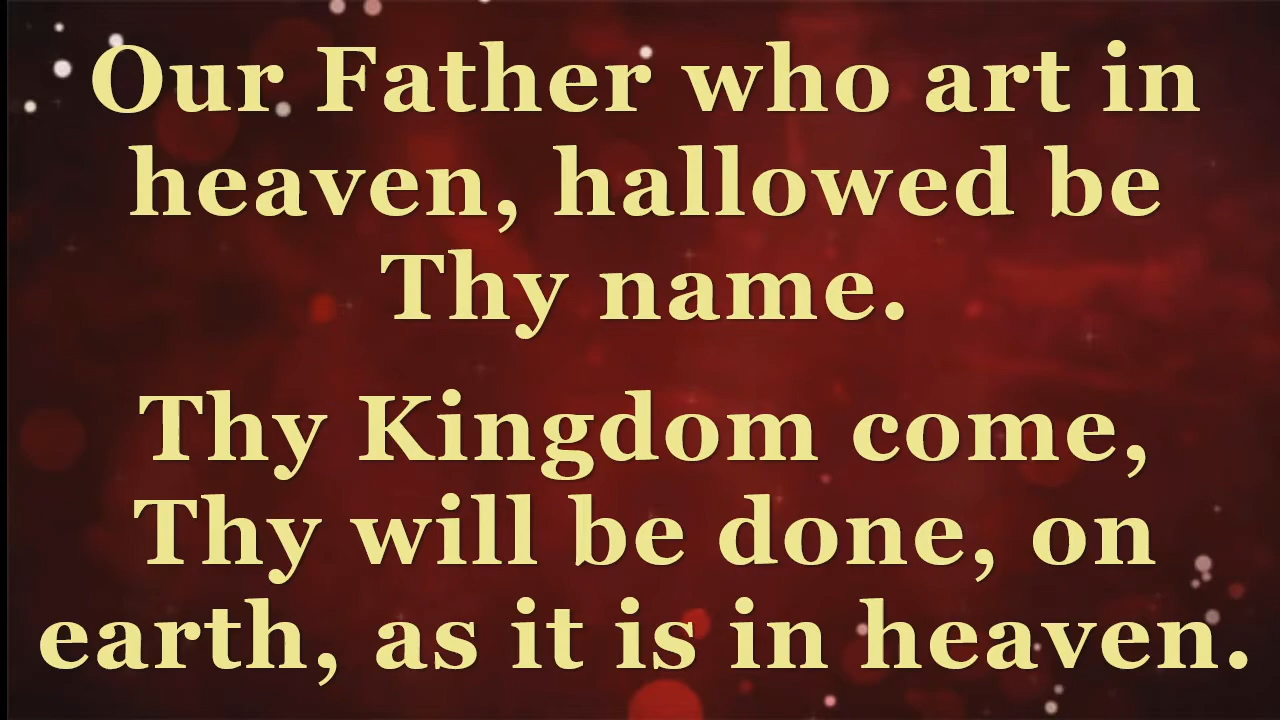 Our Father who art in
heaven, hallowed be
Thy name.
Thy Kingdom come,
Thy will be done, on
earth, as it is in heaven.